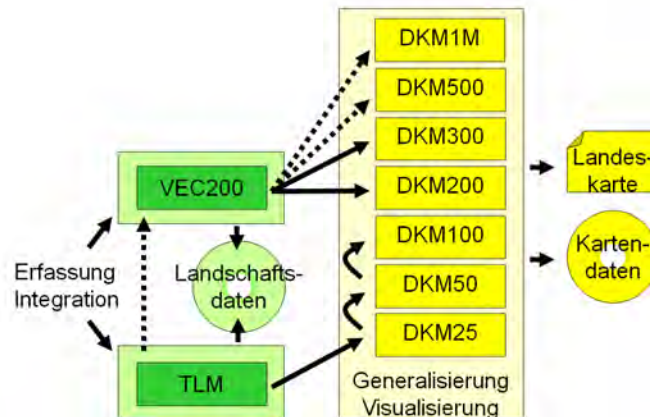 DKM1M
DKM500
DKM300
DKM200
DKM100
DKM50
DKM25
Generalisierung
Visualisierung
VEC200
Erfassung
Integration
Landschafts-
daten
TLM
Landes-
karte
Karten-
daten